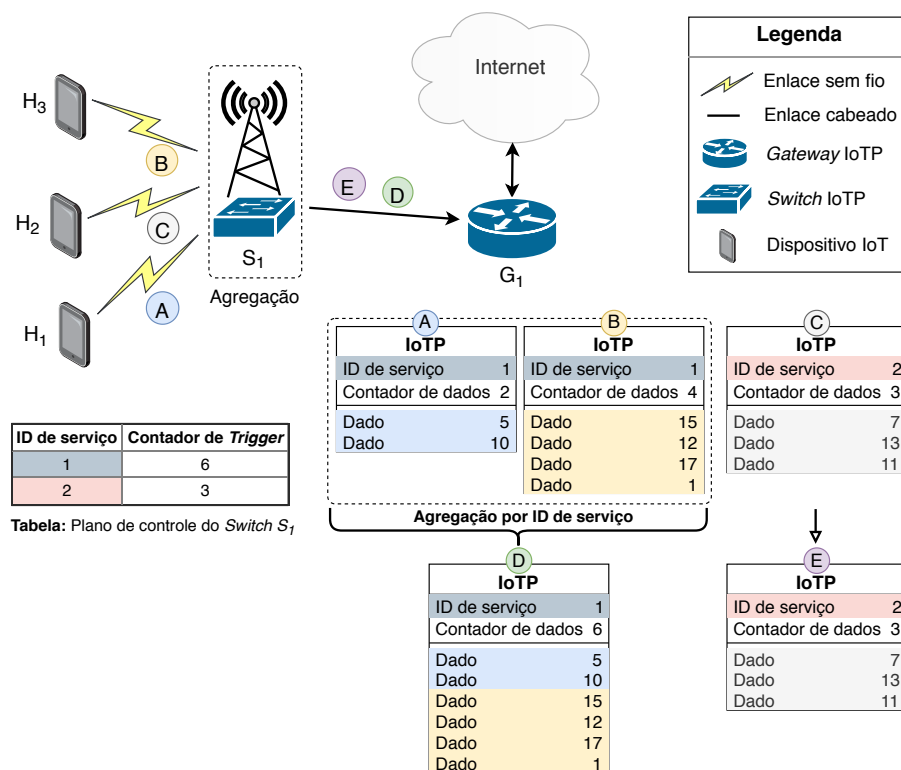 Internet
Legenda
Enlace sem fio
Enlace cabeado
Gateway IoTP
Switch IoTP
Dispositivo IoT
H3
B
H2
C
H1
A
S1
Agregação
E
D
G1
A
IoTP
ID de serviço 1
Contador de dados 2
Dado 5
Dado 10
B
IoTP
ID de serviço 1
Contador de dados 4
Dado 15
Dado 12
Dado 17
Dado 1
C
IoTP
ID de serviço 2
Contador de dados 3
Dado 7
Dado 13
Dado 11
ID de serviço Contador de Trigger
1 6
2 3
Tabela: Plano de controle do Switch S1
Agregação por ID de serviço
D
IoTP
ID de serviço 1
Contador de dados 6
Dado 5
Dado 10
Dado 15
Dado 12
Dado 17
Dado 1
E
IoTP
ID de serviço 2
Contador de dados 3
Dado 7
Dado 13
Dado 11